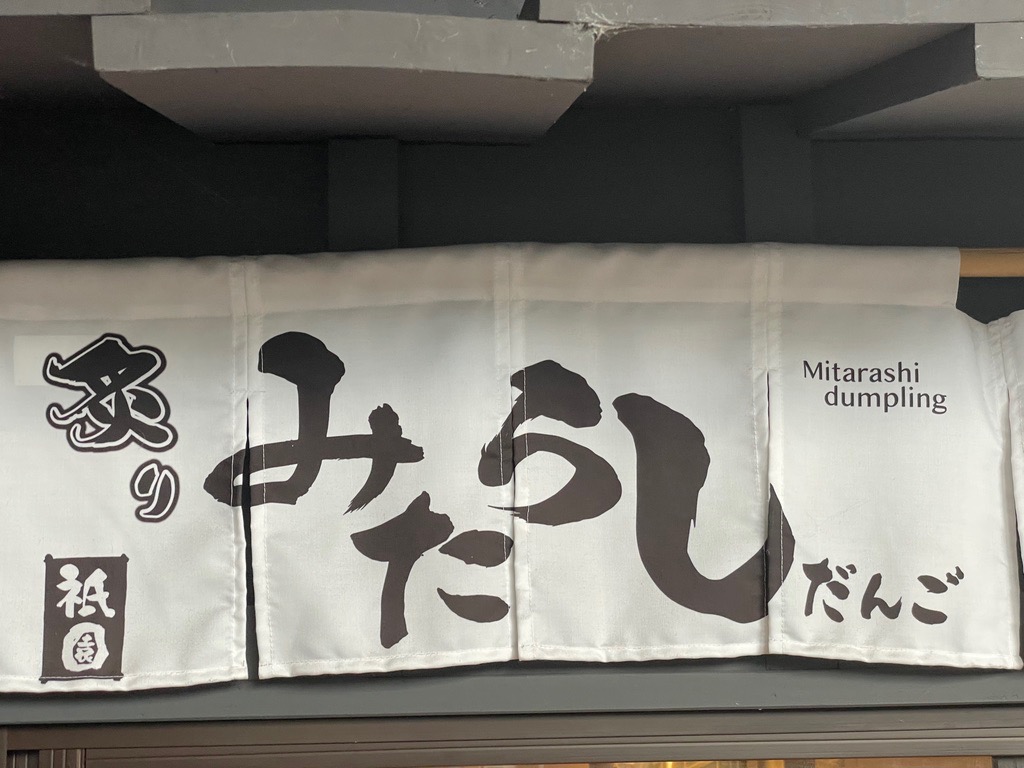 炙り
祇園
みたらし
だんご
Mitarashi
dumpling